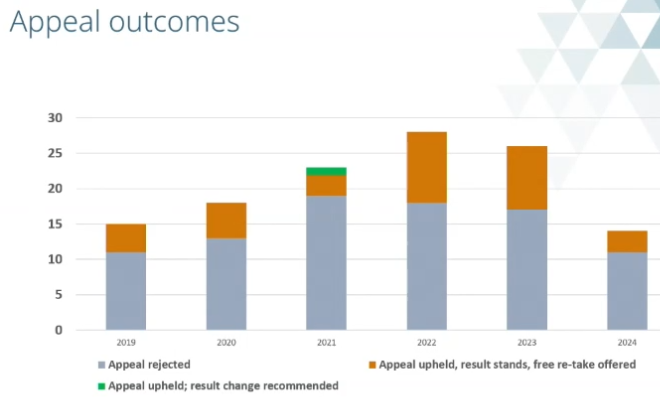 Appeal outcomes
30
25
20
15
10
5
0
2019 2020 2021 2022 2023 2024
Appeal rejected Appeal upheld, result stands, free re-take offered
Appeal upheld; result change recommended